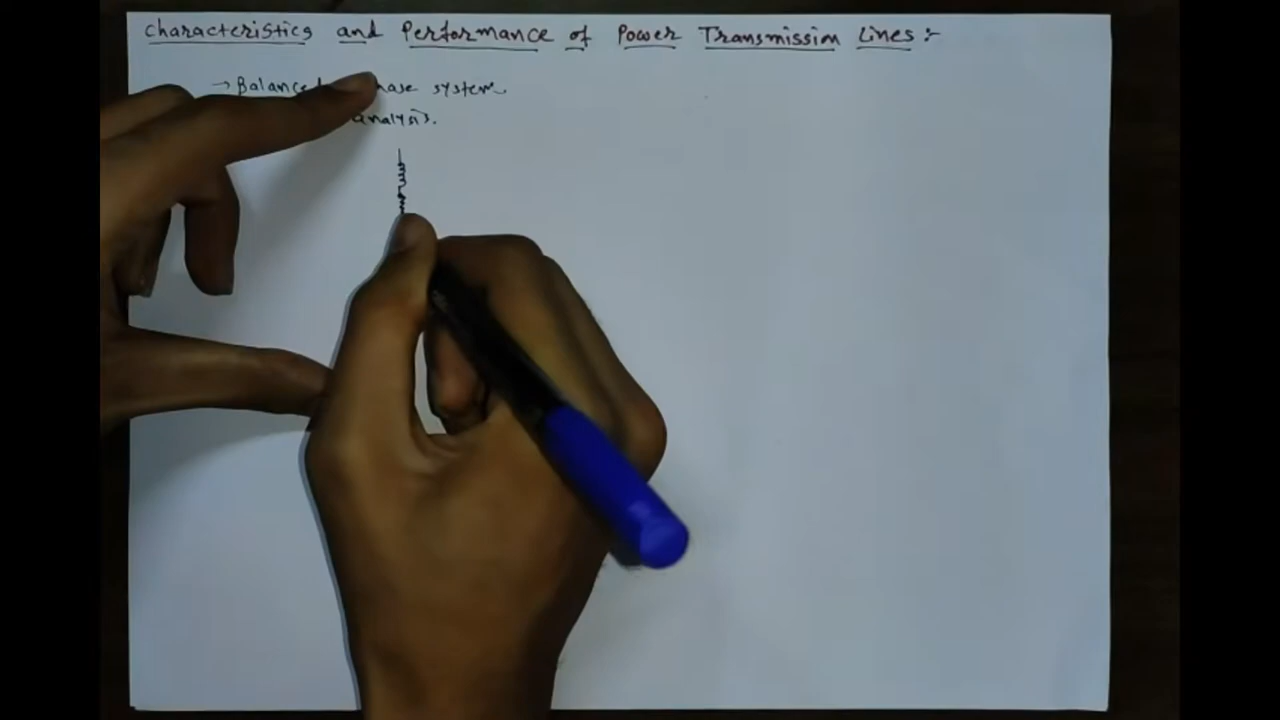 Characteristics and Performance of Power Transmission Lines :-
→ Balance system
analysis.